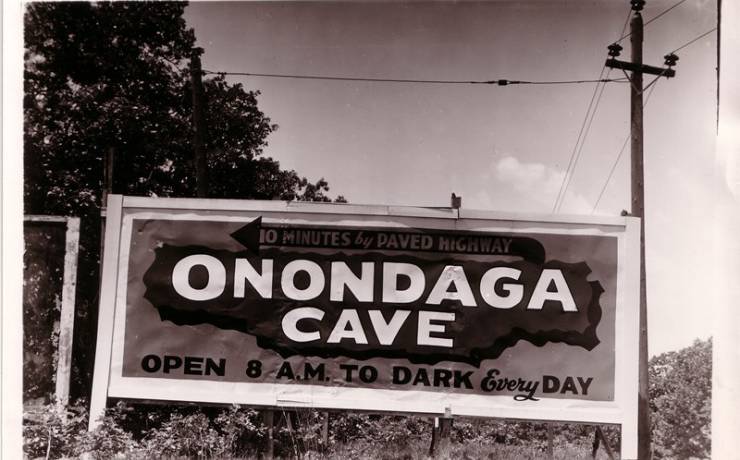 10 MINUTES by PAVED HIGHWAY
ONONDAGA
CAVE
OPEN 8 A.M. TO DARK Every DAY